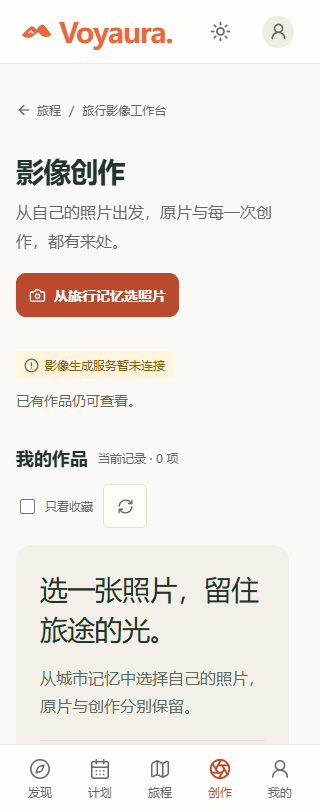 Voyaura.
旅程 / 旅行影像工作台
影像创作
从自己的照片出发，原片与每一次创
作，都有来处。
从旅行记忆选照片
影像生成服务暂未连接
已有作品仍可查看。
我的作品 当前记录 · 0 项
只看收藏
选一张照片，留住
旅途的光。
从城市记忆中选择自己的照片，
原片与创作分别保留。
发现 计划 旅程 创作 我的